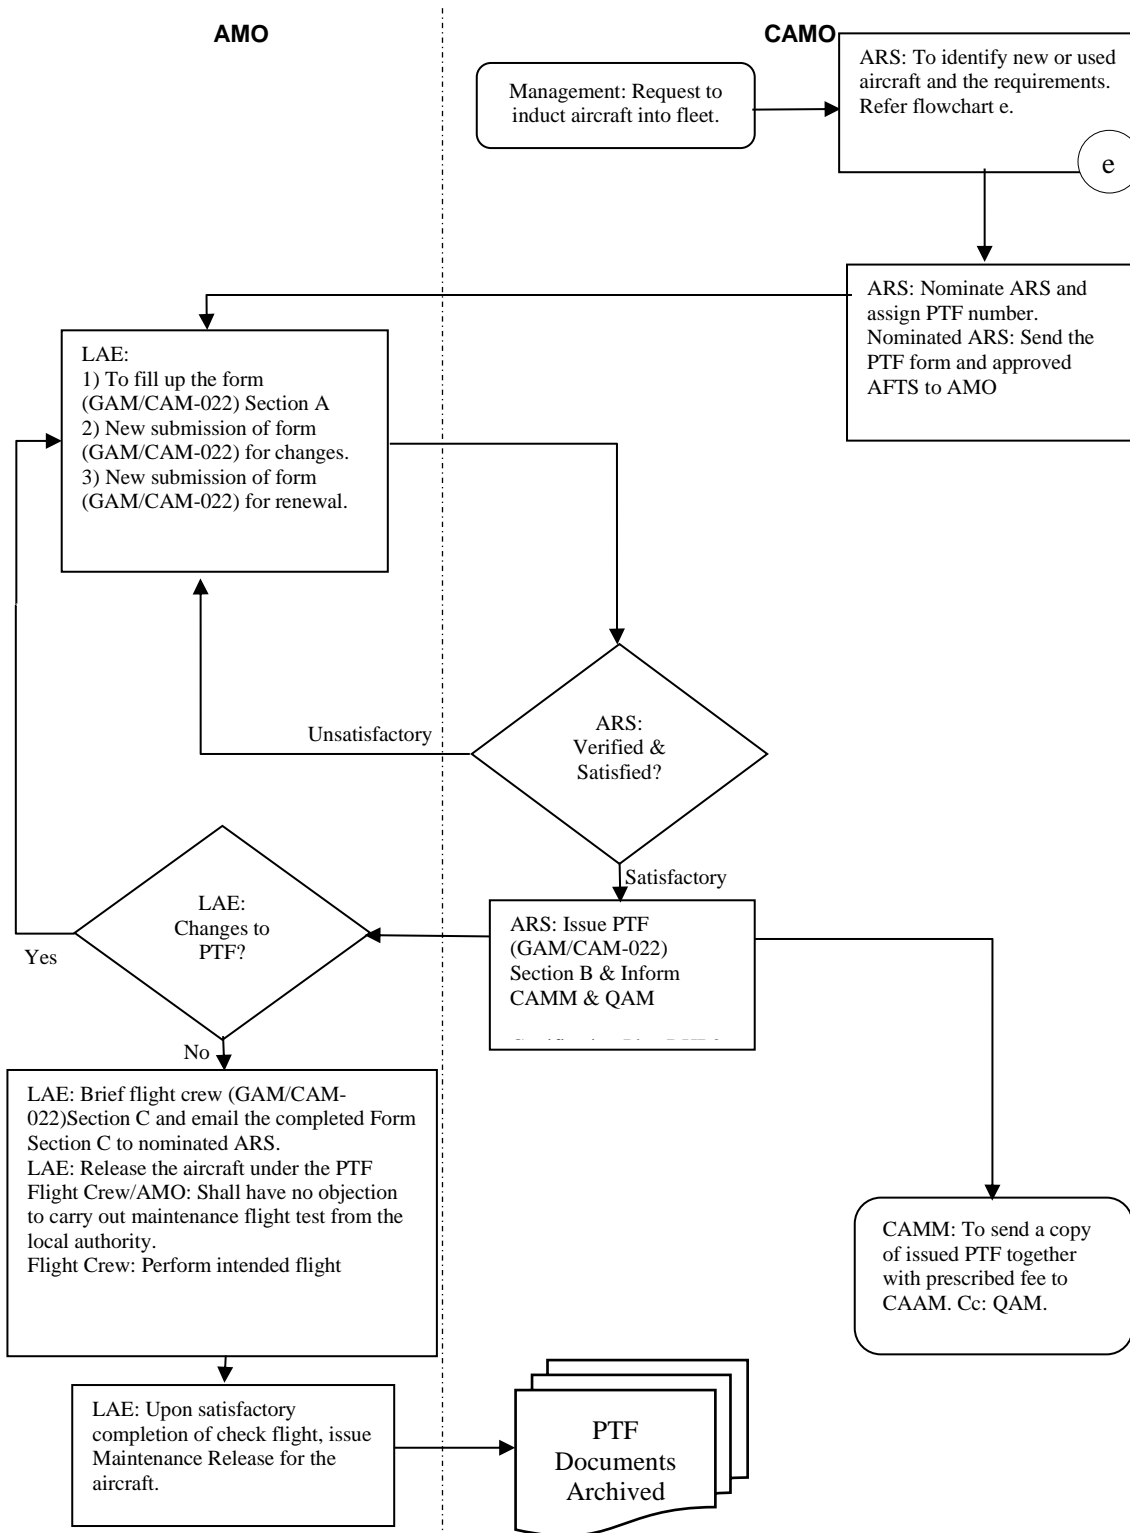 AMO
CAMO
Management: Request to
induct aircraft into fleet.
ARS: To identify new or used
aircraft and the requirements.
Refer flowchart e.
e
ARS: Nominate ARS and
assign PTF number.
Nominated ARS: Send the
PTF form and approved
AFTS to AMO
LAE:
1) To fill up the form
(GAM/CAM-022) Section A
2) New submission of form
(GAM/CAM-022) for changes.
3) New submission of form
(GAM/CAM-022) for renewal.
Unsatisfactory
ARS:
Verified &
Satisfied?
Satisfactory
LAE:
Changes to
PTF?
Yes
No
ARS: Issue PTF
(GAM/CAM-022)
Section B & Inform
CAMM & QAM
LAE: Brief flight crew (GAM/CAM-
022)Section C and email the completed Form
Section C to nominated ARS.
LAE: Release the aircraft under the PTF
Flight Crew/AMO: Shall have no objection
to carry out maintenance flight test from the
local authority.
Flight Crew: Perform intended flight
CAMM: To send a copy
of issued PTF together
with prescribed fee to
CAAM. Cc: QAM.
LAE: Upon satisfactory
completion of check flight, issue
Maintenance Release for the
aircraft.
PTF
Documents
Archived